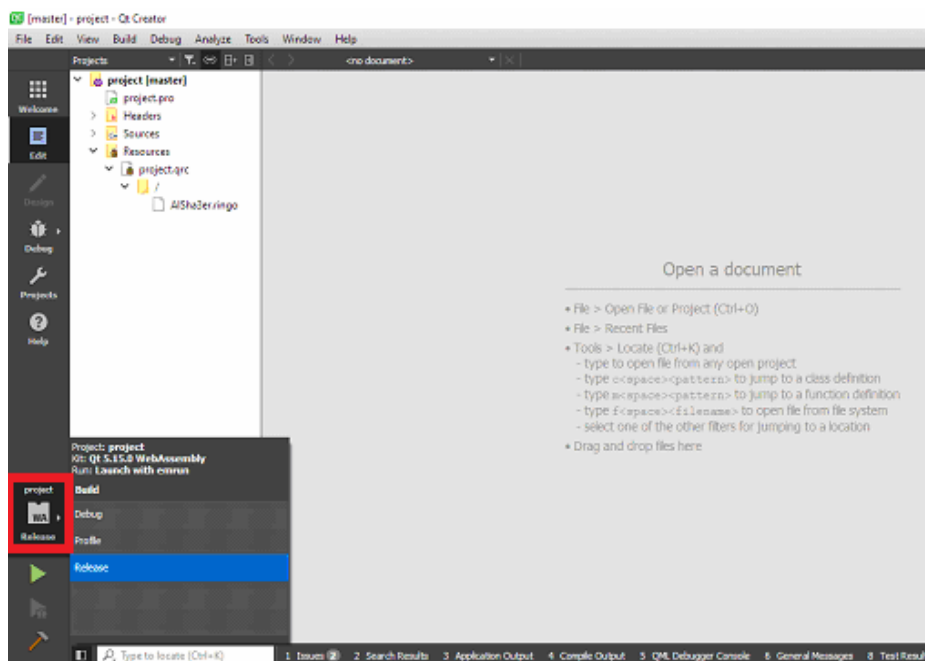 [master] - project - Qt Creator
File Edit View Build Debug Analyze Tools Window Help
Projects
<no document>
Welcome
Edit
Design
Debug
Projects
Help
project [master]
project.pro
Headers
Sources
Resources
project.qrc
/
AlSha3er.ringo
Open a document
• File > Open File or Project (Ctrl+O)
• File > Recent Files
• Tools > Locate (Ctrl+K) and
- type to open file from any open project
- type c<space><pattern> to jump to a class definition
- type m<space><pattern> to jump to a function definition
- type f<space><filename> to open file from file system
- select one of the other filters for jumping to a location
• Drag and drop files here
Project: project
Kit: Qt 5.15.0 WebAssembly
Run: Launch with emrun
project
WA
Release
Build
Debug
Profile
Release
Type to locate (Ctrl+K)
1 Issues 2 2 Search Results 3 Application Output 4 Compile Output 5 QML Debugger Console 6 General Messages 8 Test Resul